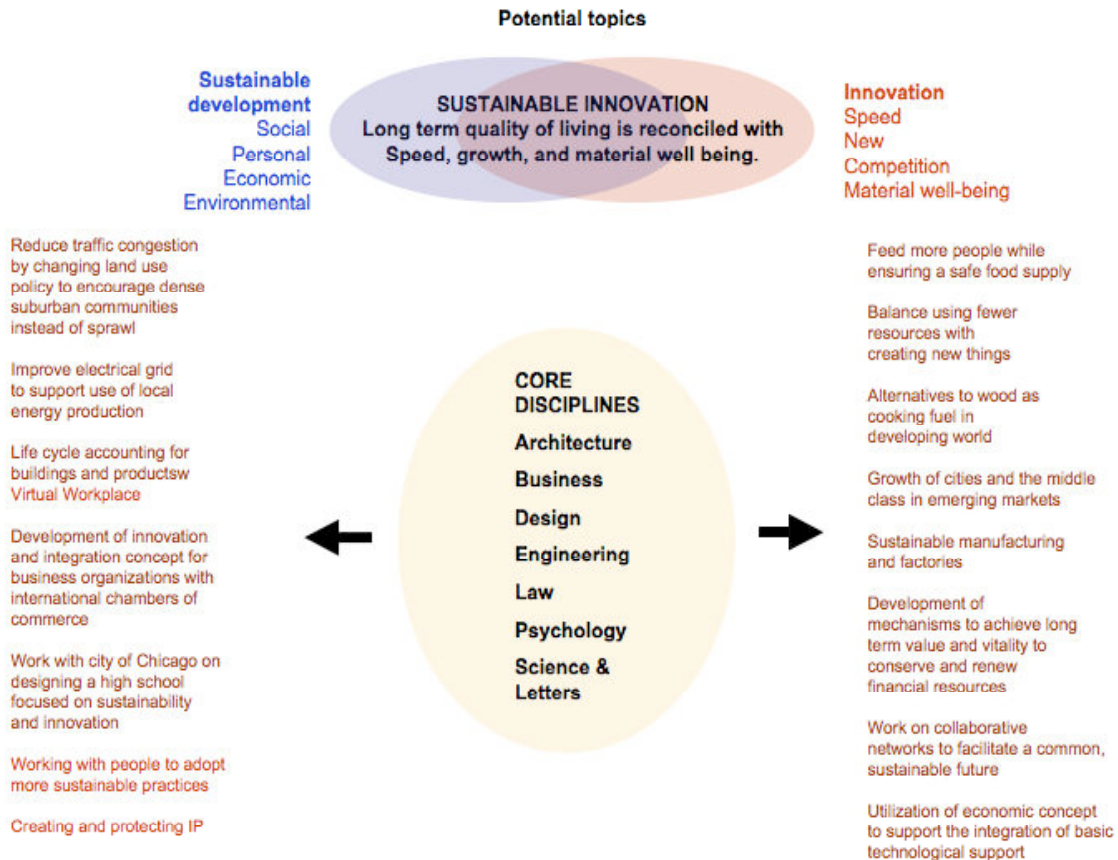 Potential topics
Sustainable
development
Social
Personal
Economic
Environmental
SUSTAINABLE INNOVATION
Long term quality of living is reconciled with
Speed, growth, and material well being.
Innovation
Speed
New
Competition
Material well-being
Reduce traffic congestion
by changing land use
policy to encourage dense
suburban communities
instead of sprawl
Improve electrical grid
to support use of local
energy production
Life cycle accounting for
buildings and productsw
Virtual Workplace
Development of innovation
and integration concept for
business organizations with
international chambers of
commerce
Work with city of Chicago on
designing a high school
focused on sustainability
and innovation
Working with people to adopt
more sustainable practices
Creating and protecting IP
CORE
DISCIPLINES
Architecture
Business
Design
Engineering
Law
Psychology
Science &
Letters
Feed more people while
ensuring a safe food supply
Balance using fewer
resources with
creating new things
Alternatives to wood as
cooking fuel in
developing world
Growth of cities and the middle
class in emerging markets
Sustainable manufacturing
and factories
Development of
mechanisms to achieve long
term value and vitality to
conserve and renew
financial resources
Work on collaborative
networks to facilitate a common,
sustainable future
Utilization of economic concept
to support the integration of basic
technological support